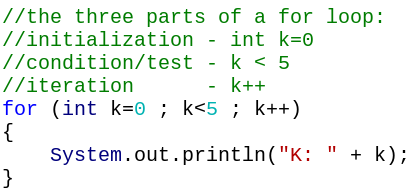 //the three parts of a for loop:
//initialization - int k=0
//condition/test - k < 5
//iteration      - k++
for (int k=0 ; k<5 ; k++)
{
    System.out.println("K: " + k);
}